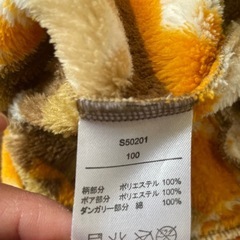 S50201
100
柄部分 ポリエステル 100%
ボア部分 ポリエステル 100%
ダンガリー部分 綿 100%